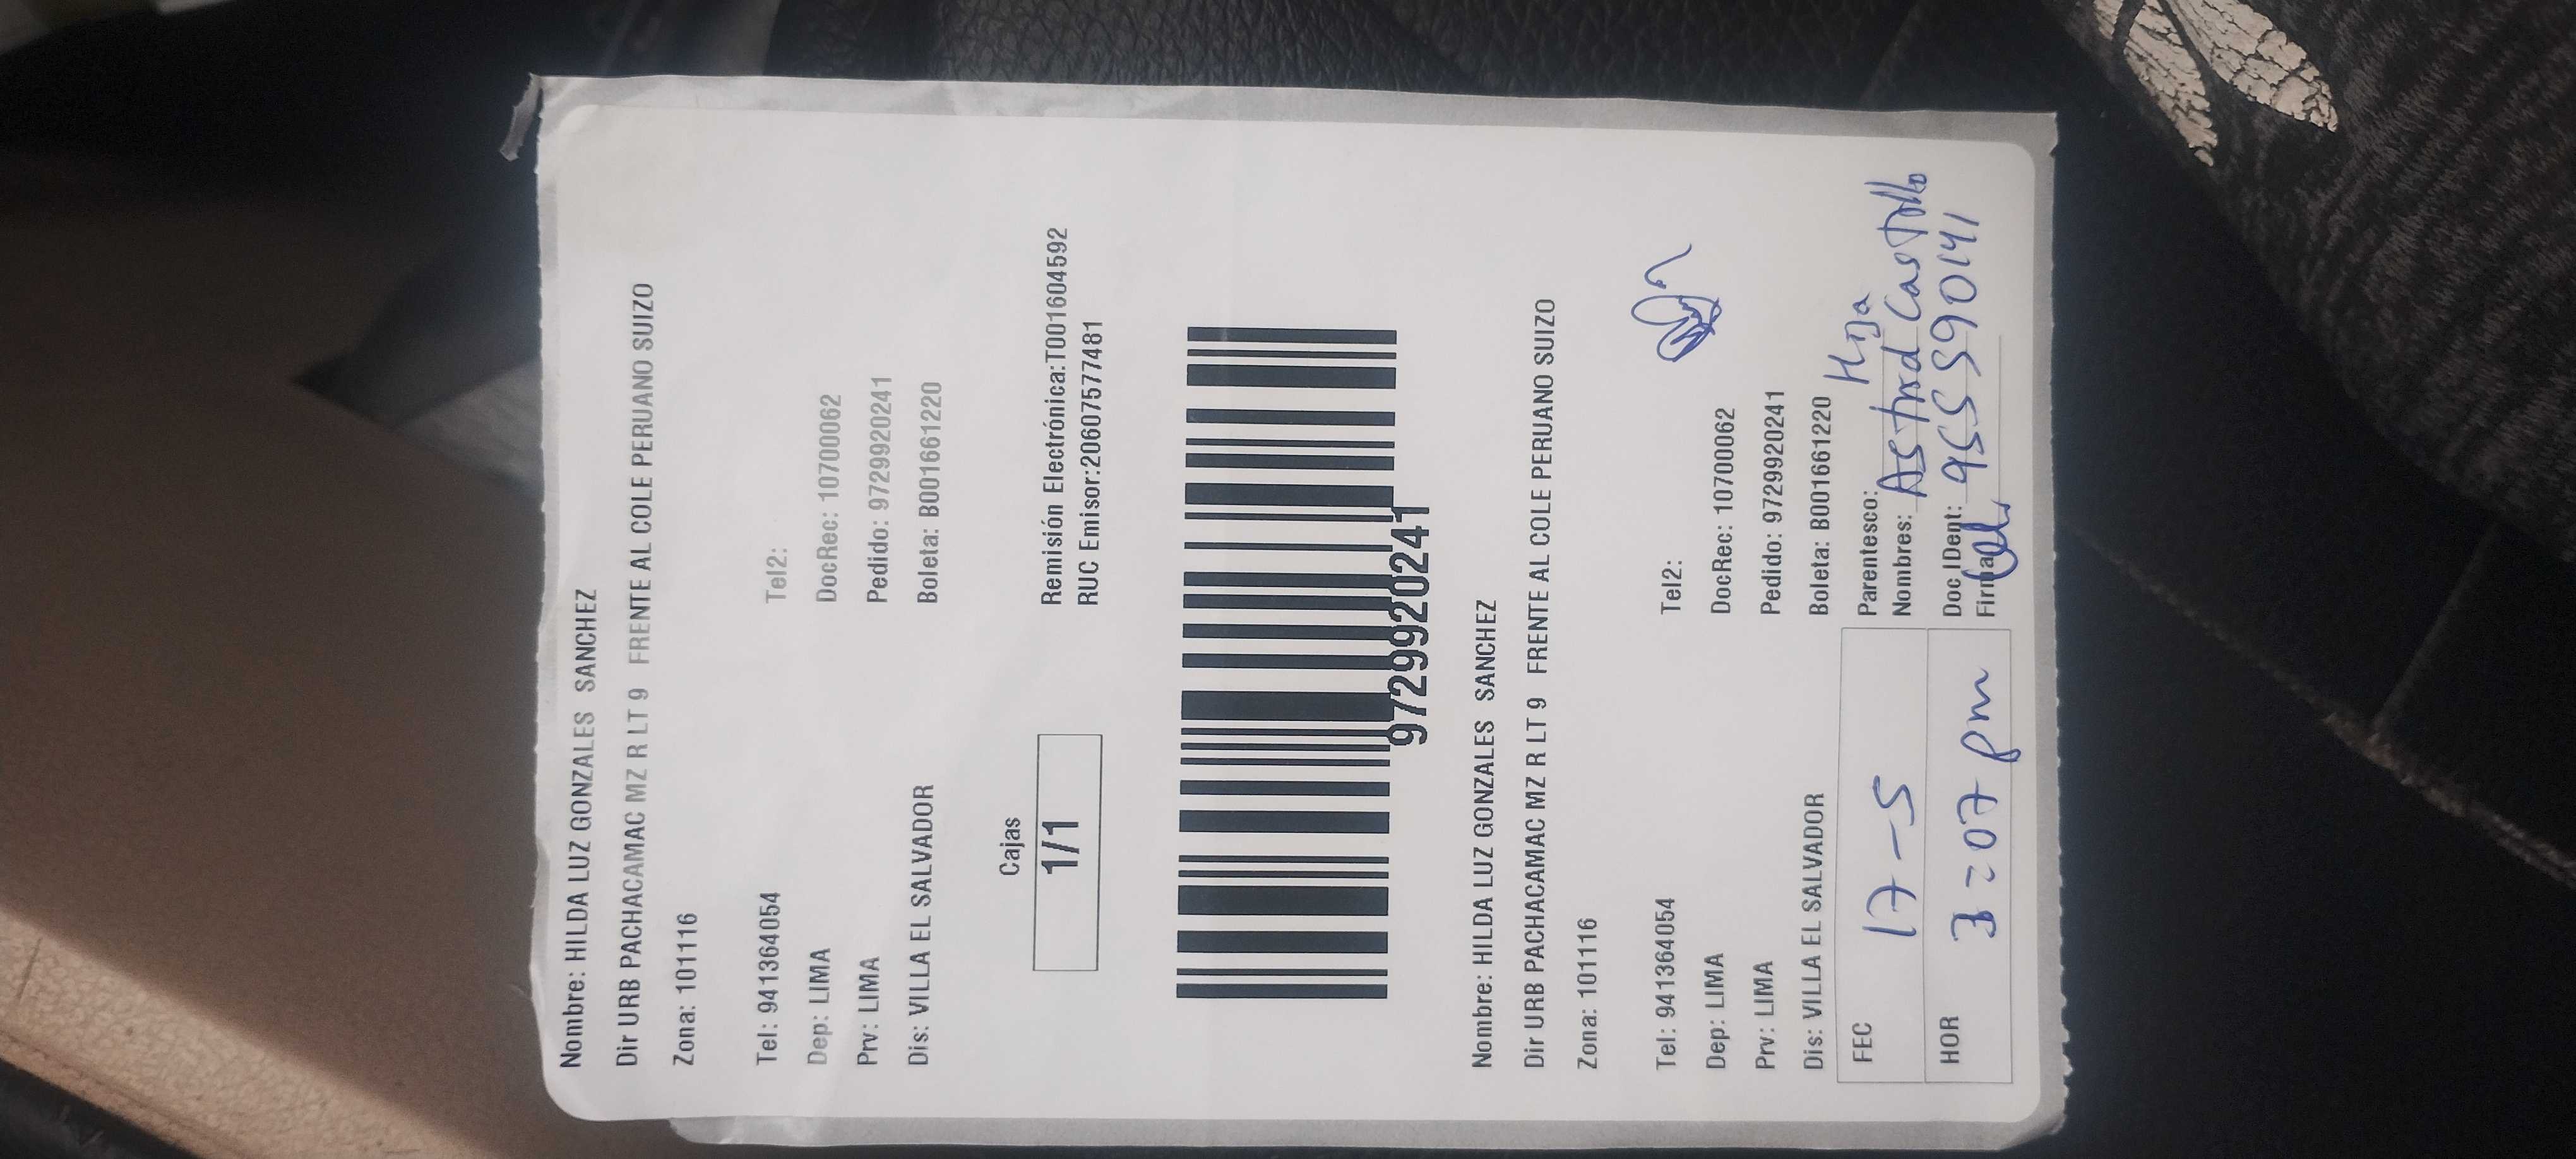 Nombre: HILDA LUZ GONZALES SANCHEZ
Dir URB PACHACAMAC MZ R LT 9 FRENTE AL COLE PERUANO SUIZO
Zona: 101116
Tel: 941364054 Tel2:
Dep: LIMA DocRec: 10700062
Prv: LIMA Pedido: 9729920241
Dis: VILLA EL SALVADOR Boleta: B001661220
Cajas
1/1
Remisión Electrónica:T001604592
RUC Emisor:20607577481
9729920241
Nombre: HILDA LUZ GONZALES SANCHEZ
Dir URB PACHACAMAC MZ R LT 9 FRENTE AL COLE PERUANO SUIZO
Zona: 101116
Tel: 941364054 Tel2:
Dep: LIMA DocRec: 10700062
Prv: LIMA Pedido: 9729920241
Dis: VILLA EL SALVADOR Boleta: B001661220
FEC 17-5
HOR 3:07 pm
Parentesco: HIJa
Nombres: AStrid Castillo
Doc IDent: 955590141
Firma: